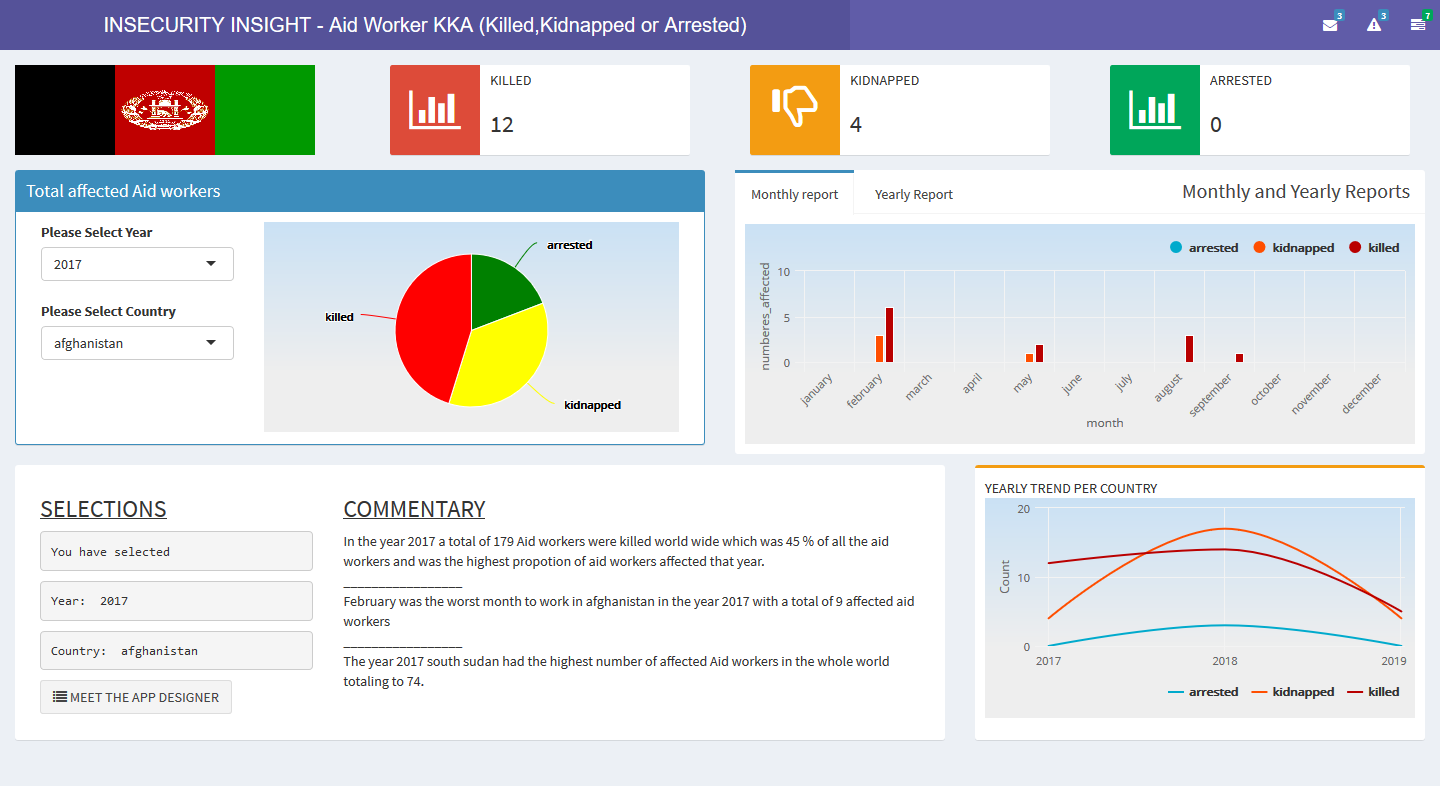 INSECURITY INSIGHT - Aid Worker KKA (Killed,Kidnapped or Arrested)
3
3
7
KILLED
12
KIDNAPPED
4
ARRESTED
0
Total affected Aid workers
Please Select Year
2017
Please Select Country
afghanistan
arrested
killed
kidnapped
Monthly report
Yearly Report
Monthly and Yearly Reports
arrested
kidnapped
killed
numberes_affected
10
5
0
january
february
march
april
may
june
july
august
september
october
november
december
month
SELECTIONS
You have selected
Year: 2017
Country: afghanistan
MEET THE APP DESIGNER
COMMENTARY
In the year 2017 a total of 179 Aid workers were killed world wide which was 45 % of all the aid
workers and was the highest propotion of aid workers affected that year.
_________________
February was the worst month to work in afghanistan in the year 2017 with a total of 9 affected aid
workers
_________________
The year 2017 south sudan had the highest number of affected Aid workers in the whole world
totaling to 74.
YEARLY TREND PER COUNTRY
Count
20
10
0
2017
2018
2019
arrested
kidnapped
killed